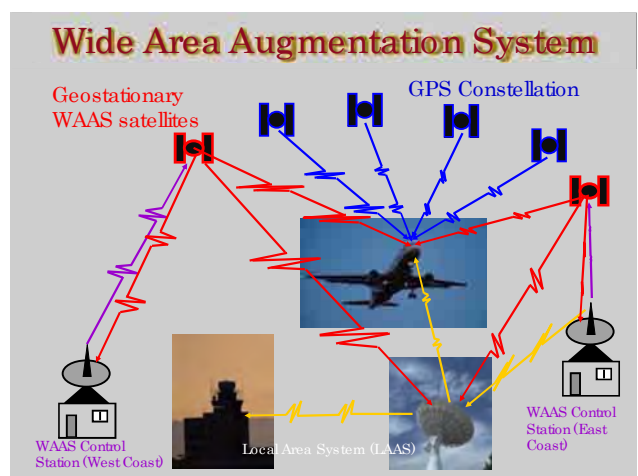 Wide Area Augmentation System
Geostationary
WAAS satellites
GPS Constellation
WAAS Control
Station (West Coast)
Local Area System (LAAS)
WAAS Control
Station (East
Coast)